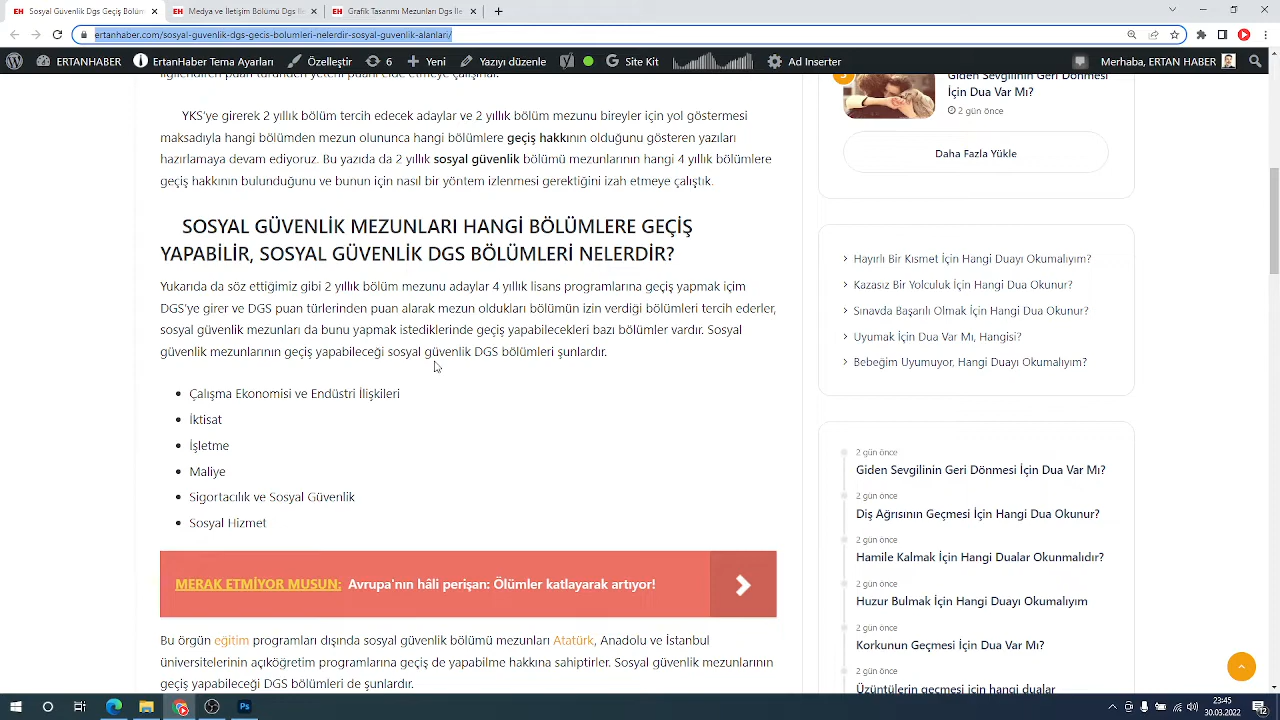 Sosyal Güvenlik Dgs Geçiş Bölüm
Medya ve İletişim Bölümü Dgs İle
Grafik Tasarımı Mezunları Dgs İle
ertanhaber.com/sosyal-guvenlik-dgs-gecis-bolumleri-nelerdir-sosyal-guvenlik-alanlari/
ERTANHABER
ErtanHaber Tema Ayarları
Özelleştir
6
Yeni
Yazıyı düzenle
Site Kit
Ad Inserter
Merhaba, ERTAN HABER
YKS'ye girerek 2 yıllık bölüm tercih edecek adaylar ve 2 yıllık bölüm mezunu bireyler için yol göstermesi
maksadıyla hangi bölümlerden mezun olununca hangi bölümlere geçiş hakkının olduğunu gösteren yazıları
hazırlamaya devam ediyoruz. Bu yazıda da 2 yıllık sosyal güvenlik bölümü mezunlarının hangi 4 yıllık bölümlere
geçiş hakkının bulunduğunu ve bunun için nasıl bir yöntem izlenmesi gerektiğini izah etmeye çalıştık.
SOSYAL GÜVENLİK MEZUNLARI HANGİ BÖLÜMLERE GEÇİŞ
YAPABİLİR, SOSYAL GÜVENLİK DGS BÖLÜMLERİ NELERDİR?
Yukarıda da söz ettiğimiz gibi 2 yıllık bölüm mezunu adaylar 4 yıllık lisans programlarına geçiş yapmak için
DGS'ye girer ve DGS puan türlerinden puan alarak mezun oldukları bölümün izin verdiği bölümleri tercih ederler,
sosyal güvenlik mezunları da bunu yapmak istediklerinde geçiş yapabilecekleri bazı bölümler vardır. Sosyal
güvenlik mezunlarının geçiş yapabileceği sosyal güvenlik DGS bölümleri şunlardır.
Çalışma Ekonomisi ve Endüstri İlişkileri
İktisat
İşletme
Maliye
Sigortacılık ve Sosyal Güvenlik
Sosyal Hizmet
MERAK ETMİYOR MUSUN: Avrupa'nın hâli perişan: Ölümler katlayarak artıyor!
Bu örgün eğitim programları dışında sosyal güvenlik bölümü mezunları Atatürk, Anadolu ve İstanbul
üniversitelerinin açıköğretim programlarına geçiş de yapabilme hakkına sahiptirler. Sosyal güvenlik mezunlarının
geçiş yapabileceği DGS bölümleri de şunlardır.
Giden Sevgilinin Geri Dönmesi
İçin Dua Var Mı?
2 gün önce
Daha Fazla Yükle
Hayırlı Bir Kısmet İçin Hangi Duayı Okumalıyım?
Kazasız Bir Yolculuk İçin Hangi Dua Okunur?
Sınavda Başarılı Olmak İçin Hangi Dua Okunur?
Uyumak İçin Dua Var Mı, Hangisi?
Bebeğim Uyumuyor, Hangi Duayı Okumalıyım?
2 gün önce
Giden Sevgilinin Geri Dönmesi İçin Dua Var Mı?
2 gün önce
Diş Ağrısının Geçmesi İçin Hangi Dua Okunur?
2 gün önce
Hamile Kalmak İçin Hangi Dualar Okunmalıdır?
2 gün önce
Huzur Bulmak İçin Hangi Duayı Okumalıyım
2 gün önce
Korkunun Geçmesi İçin Dua Var Mı?
2 gün önce
Üzüntülerin geçmesi için hangi dualar
23:45
30.03.2022